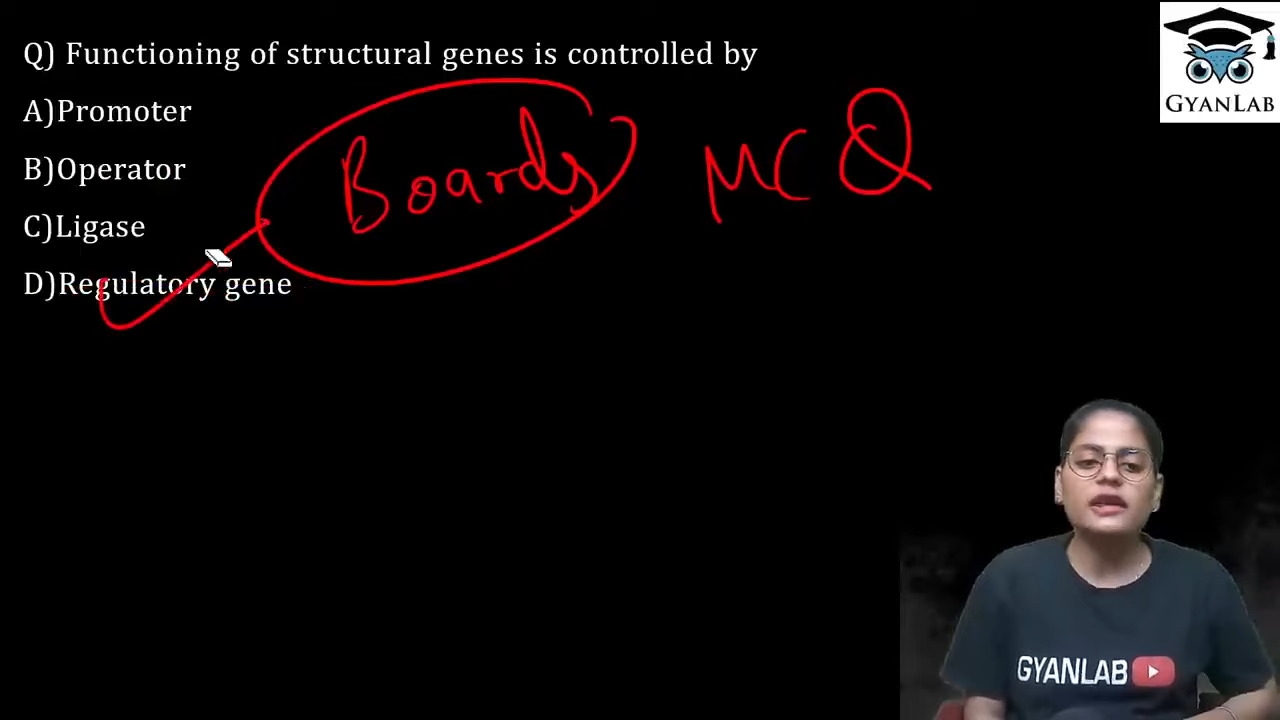 Q) Functioning of structural genes is controlled by
A)Promoter
B)Operator
C)Ligase
D)Regulatory gene
Boards MCQ
GYANLAB
GYANLAB